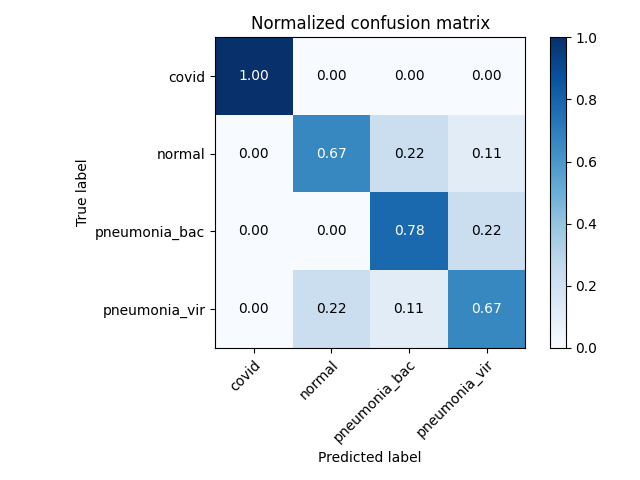 Normalized confusion matrix
True label
covid 1.00 0.00 0.00 0.00
normal 0.00 0.67 0.22 0.11
pneumonia_bac 0.00 0.00 0.78 0.22
pneumonia_vir 0.00 0.22 0.11 0.67
covid normal pneumonia_bac pneumonia_vir
Predicted label
1.0
0.8
0.6
0.4
0.2
0.0